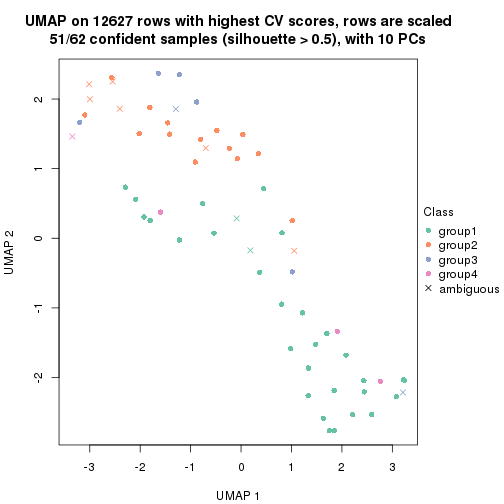 UMAP on 12627 rows with highest CV scores, rows are scaled
51/62 confident samples (silhouette > 0.5), with 10 PCs
2
1
0
-1
-2
UMAP 2
-3
-2
-1
0
1
2
3
UMAP 1
Class
group1
group2
group3
group4
ambiguous